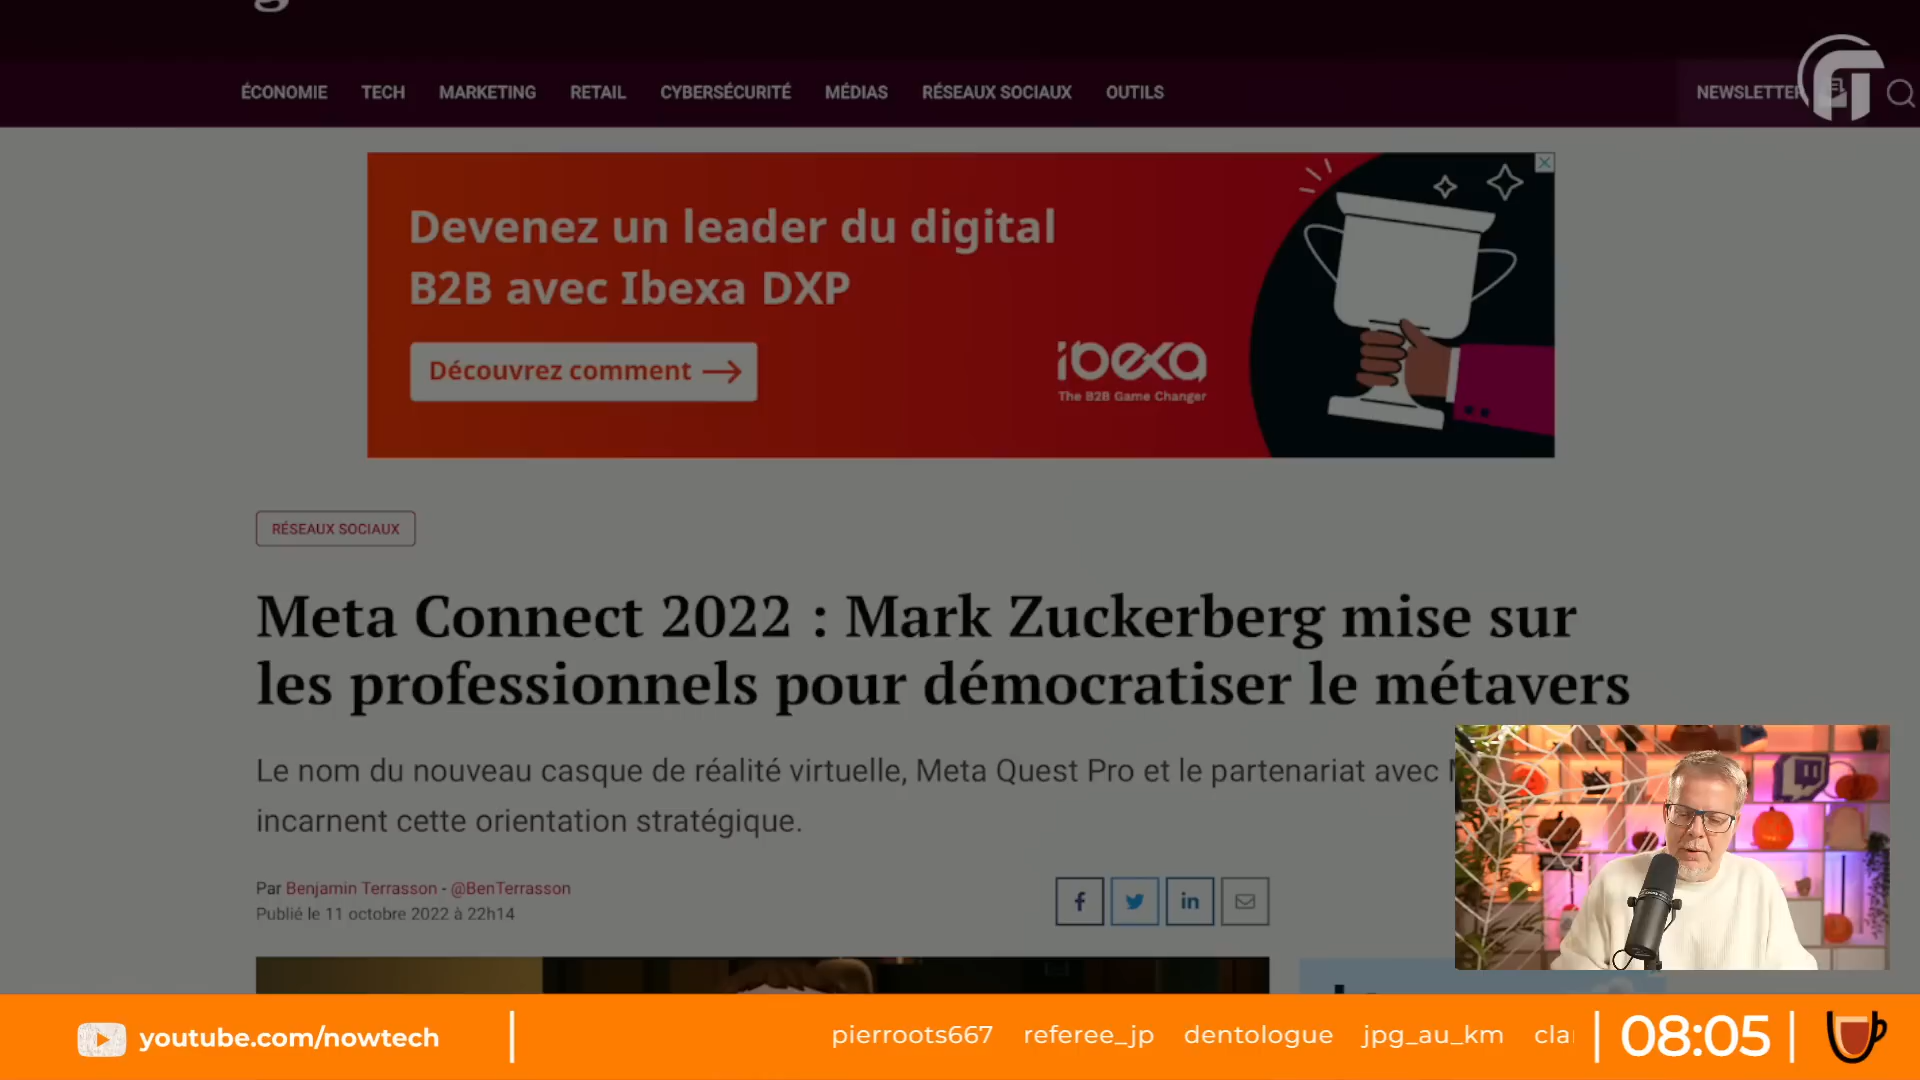 ÉCONOMIE TECH MARKETING RETAIL CYBERSÉCURITÉ MÉDIAS RÉSEAUX SOCIAUX OUTILS NEWSLETTER
Devenez un leader du digital
B2B avec Ibexa DXP
Découvrez comment
ibexa
The B2B Game Changer
RÉSEAUX SOCIAUX
Meta Connect 2022 : Mark Zuckerberg mise sur
les professionnels pour démocratiser le métavers
Le nom du nouveau casque de réalité virtuelle, Meta Quest Pro et le partenariat avec
incarnent cette orientation stratégique.
Par Benjamin Terrasson - @BenTerrasson
Publié le 11 octobre 2022 à 22h14
youtube.com/nowtech
pierroots667 referee_jp dentologue jpg_au_km cla
08:05